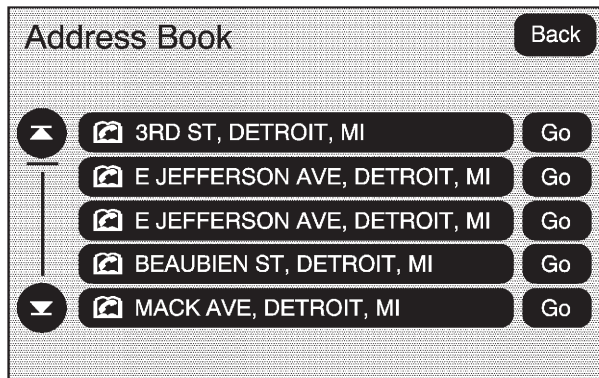 Address Book Back
3RD ST, DETROIT, MI Go
E JEFFERSON AVE, DETROIT, MI Go
E JEFFERSON AVE, DETROIT, MI Go
BEAUBIEN ST, DETROIT, MI Go
MACK AVE, DETROIT, MI Go